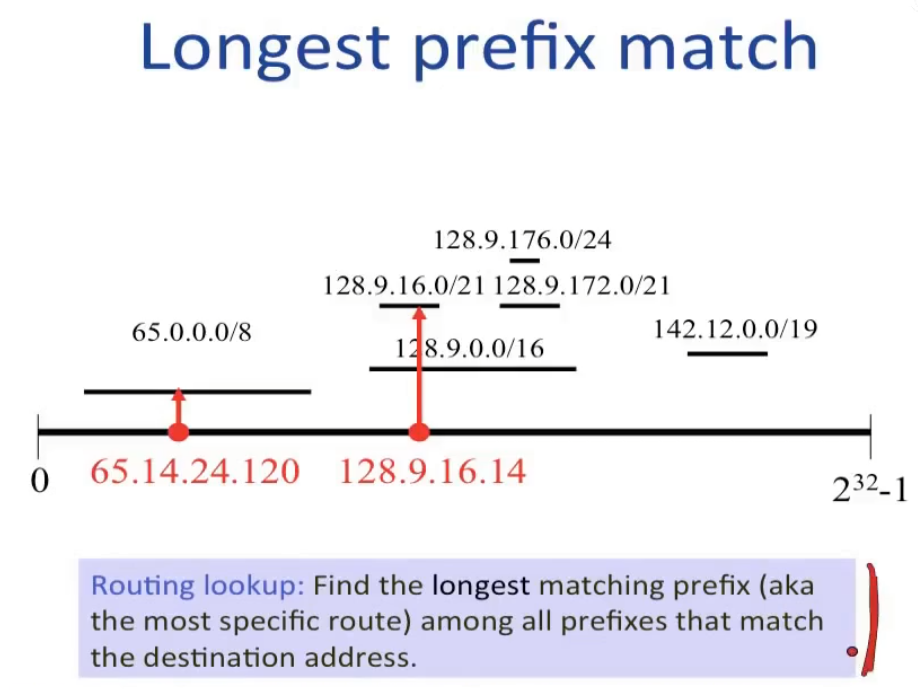 Longest prefix match
128.9.176.0/24
128.9.16.0/21 128.9.172.0/21
65.0.0.0/8
142.12.0.0/19
128.9.0.0/16
0
65.14.24.120
128.9.16.14
2³²-1
Routing lookup: Find the longest matching prefix (aka
the most specific route) among all prefixes that match
the destination address.